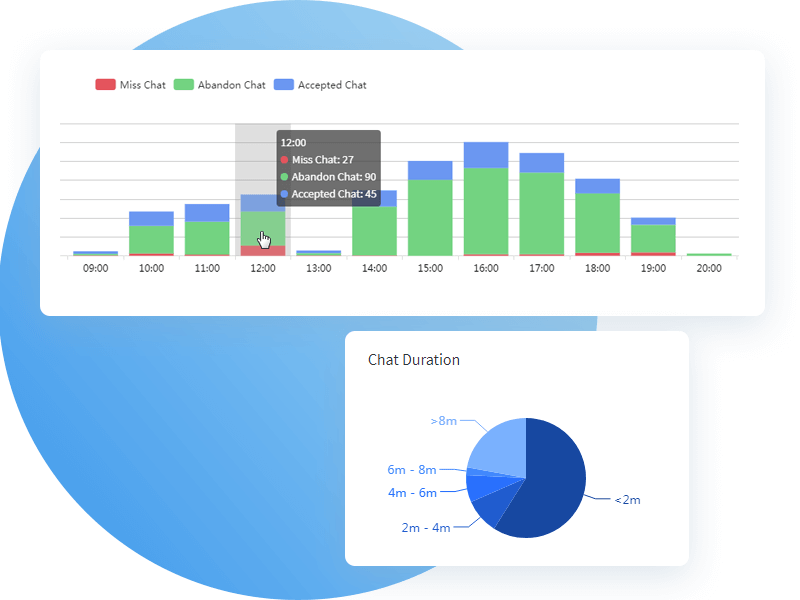 Miss Chat Abandon Chat Accepted Chat
12:00
Miss Chat: 27
Abandon Chat: 90
Accepted Chat: 45
09:00 10:00 11:00 12:00 13:00 14:00 15:00 16:00 17:00 18:00 19:00 20:00
Chat Duration
>8m
6m - 8m
4m - 6m
<2m
2m - 4m